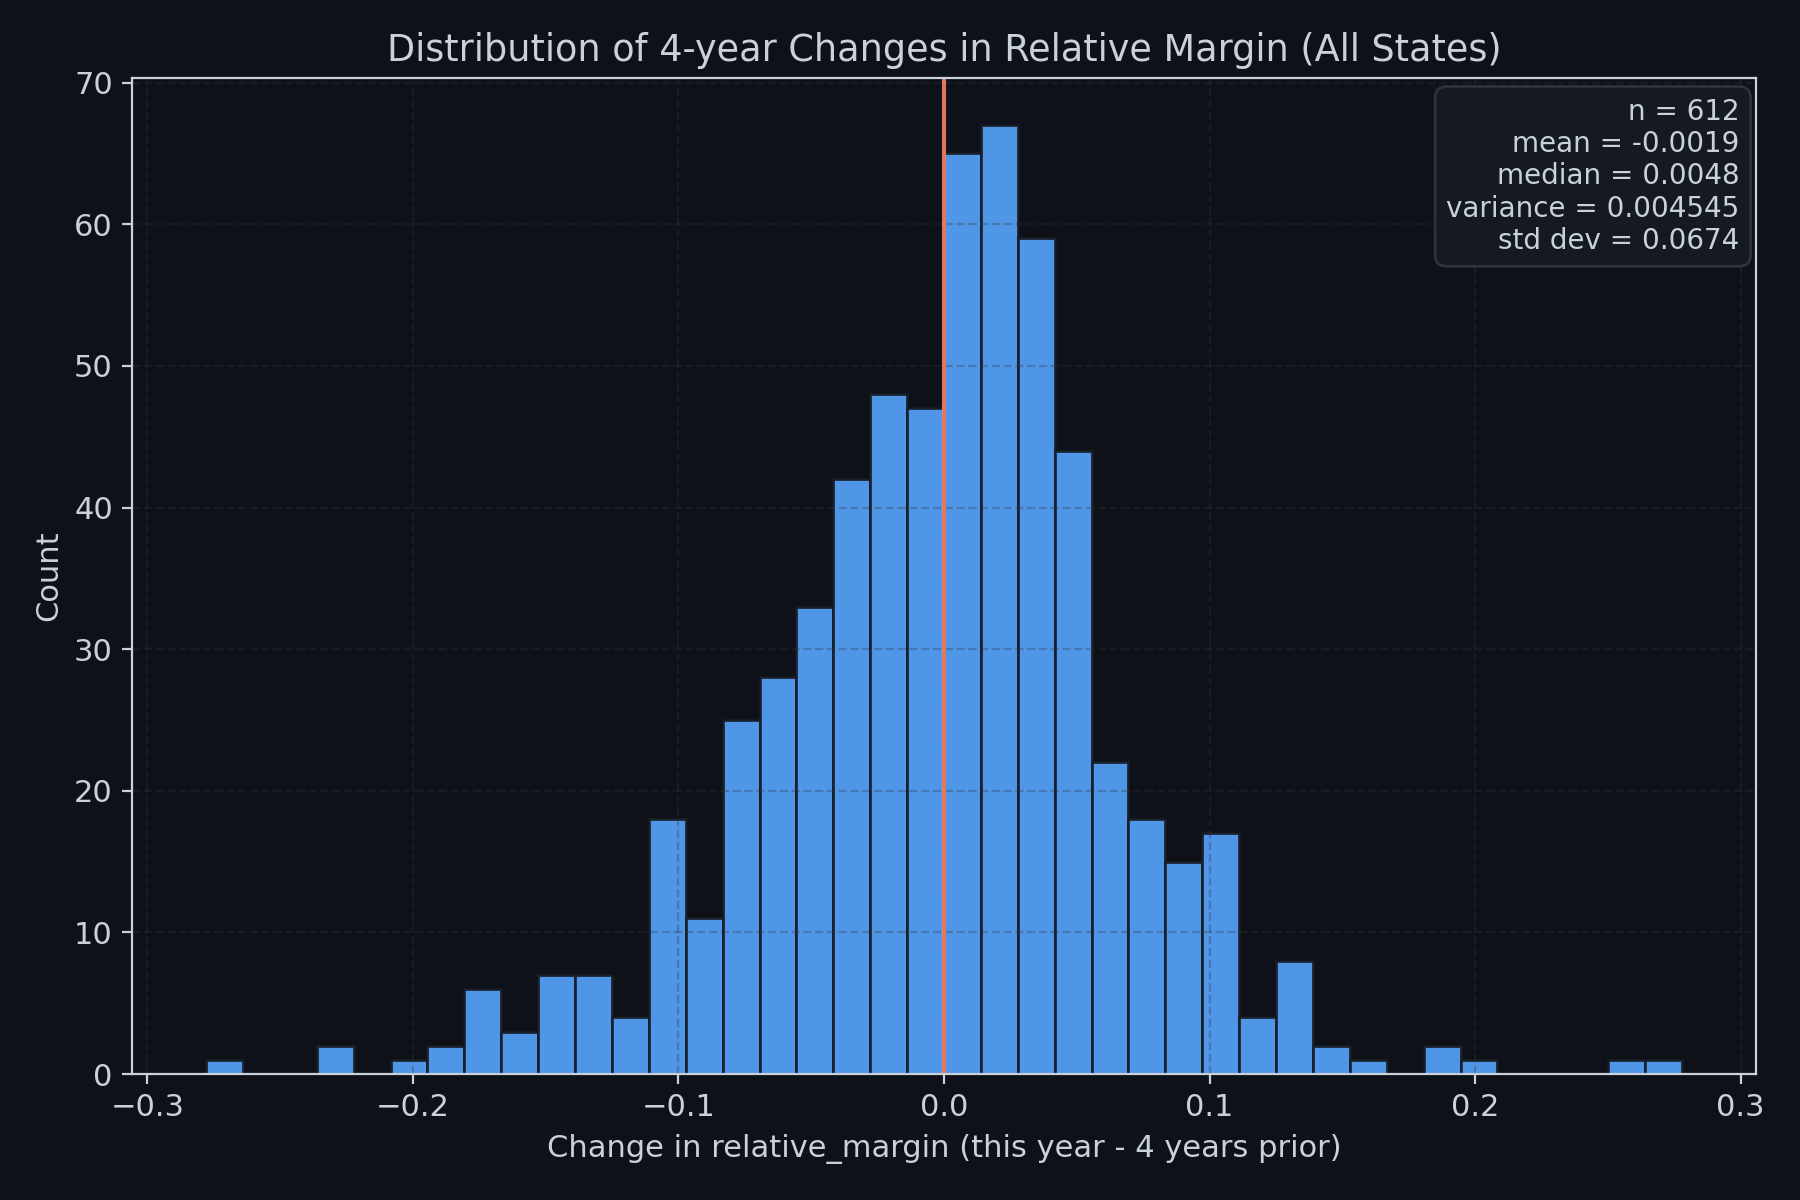 Distribution of 4-year Changes in Relative Margin (All States)
n = 612
mean = -0.0019
median = 0.0048
variance = 0.004545
std dev = 0.0674
70
60
50
40
30
20
10
0
Count
−0.3 −0.2 −0.1 0.0 0.1 0.2 0.3
Change in relative_margin (this year - 4 years prior)